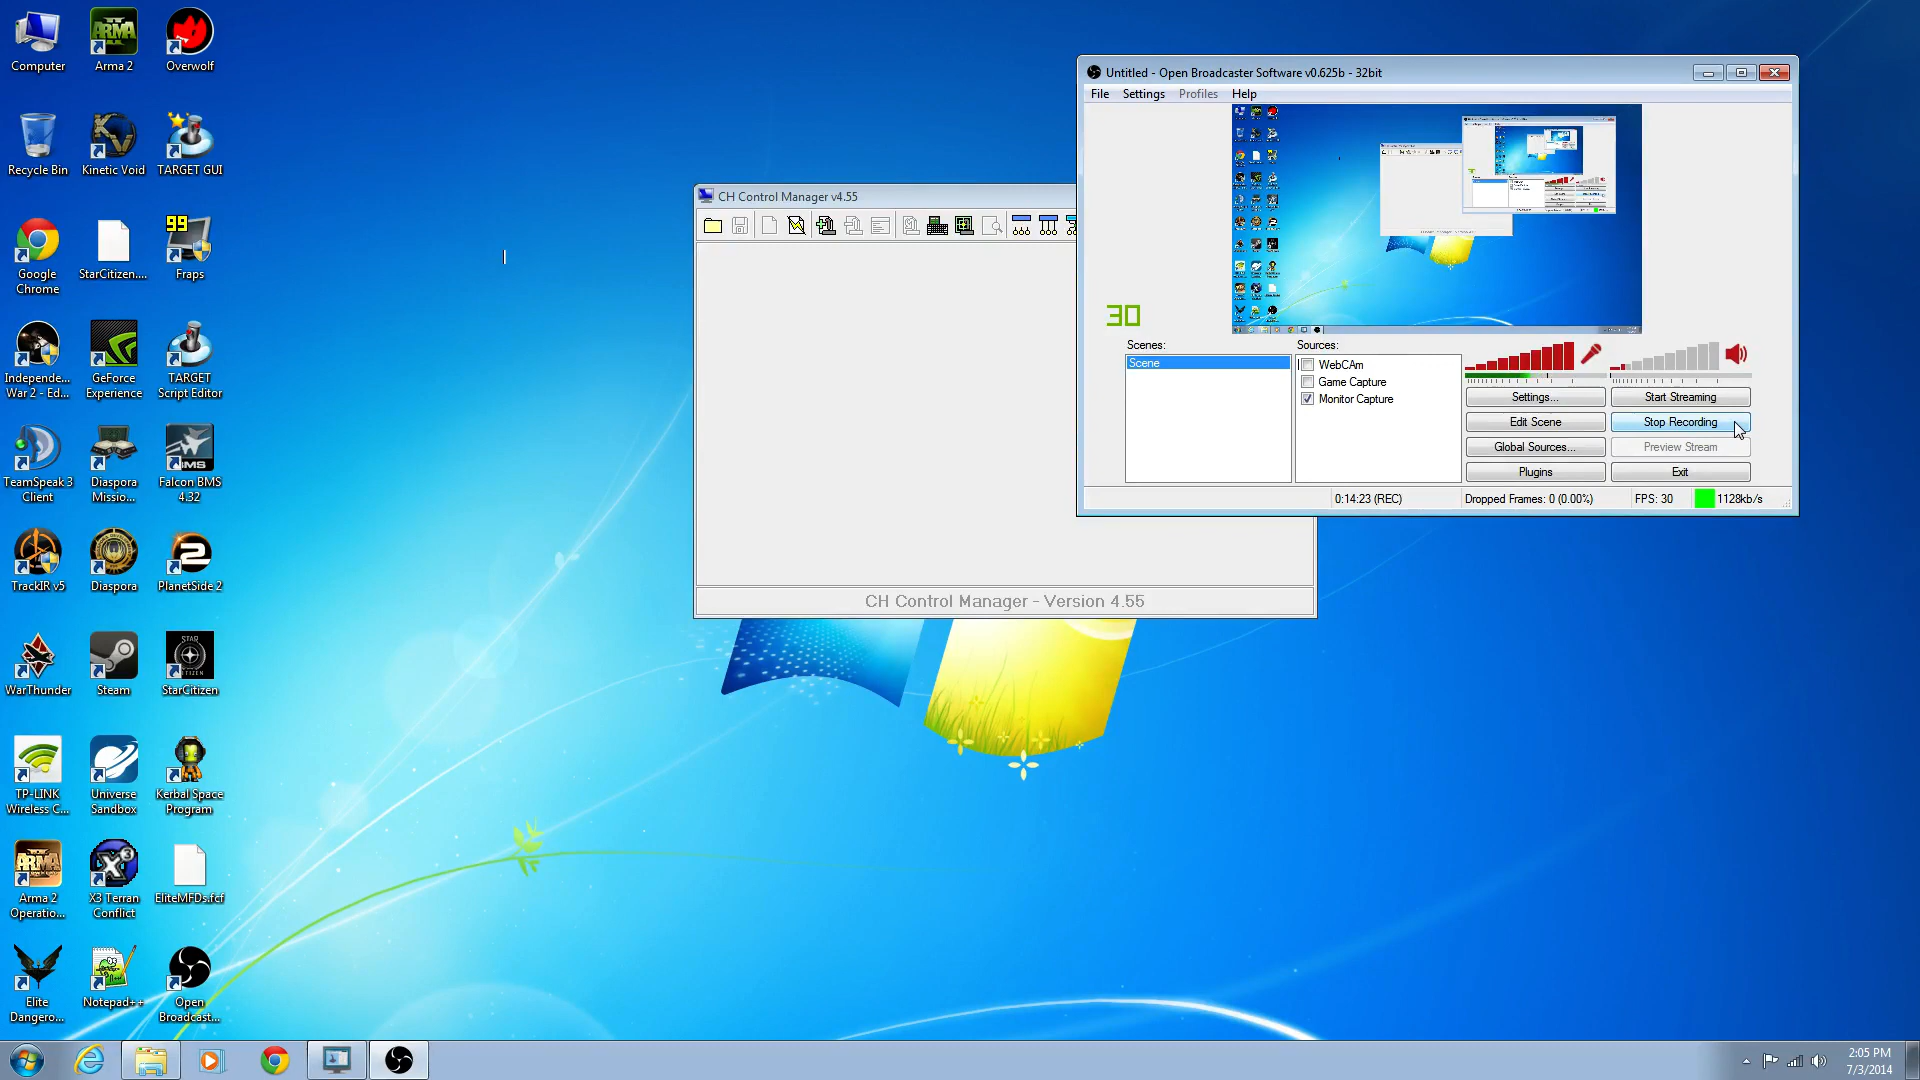 Computer
Arma 2
Overwolf
Recycle Bin
Kinetic Void
TARGET GUI
Google
Chrome
StarCitizen....
99
Fraps
Independe...
War 2 - Ed...
GeForce
Experience
TARGET
Script Editor
TeamSpeak 3
Client
Diaspora
Missio...
BMS
Falcon BMS
4.32
TrackIR v5
Diaspora
PlanetSide 2
WarThunder
Steam
STAR
CITIZEN
StarCitizen
TP-LINK
Wireless C...
Universe
Sandbox
Kerbal Space
Program
Arma 2
Operatio...
X3 Terran
Conflict
EliteMFDs.fcf
Elite
Dangero...
Notepad++
Open
Broadcast...
CH Control Manager v4.55
CH Control Manager - Version 4.55
Untitled - Open Broadcaster Software v0.625b - 32bit
File
Settings
Profiles
Help
30
Scenes:
Scene
Sources:
WebCAm
Game Capture
Monitor Capture
Settings...
Start Streaming
Edit Scene
Stop Recording
Global Sources...
Preview Stream
Plugins
Exit
0:14:23 (REC)
Dropped Frames: 0 (0.00%)
FPS: 30
1128kb/s
2:05 PM
7/3/2014